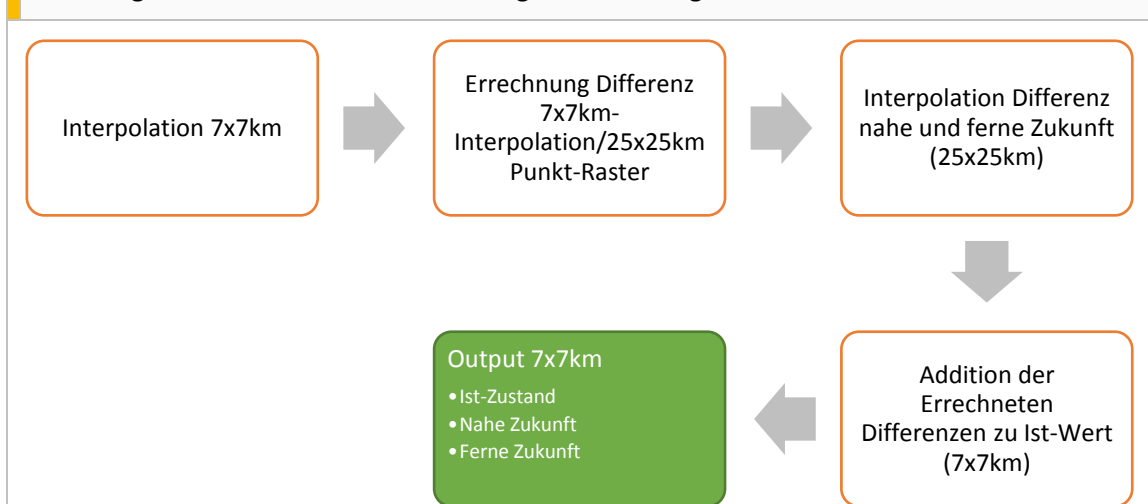 Interpolation 7x7km
Errechnung Differenz
7x7km-
Interpolation/25x25km
Punkt-Raster
Interpolation Differenz
nahe und ferne Zukunft
(25x25km)
Addition der
Errechneten
Differenzen zu Ist-Wert
(7x7km)
Output 7x7km
•Ist-Zustand
•Nahe Zukunft
•Ferne Zukunft